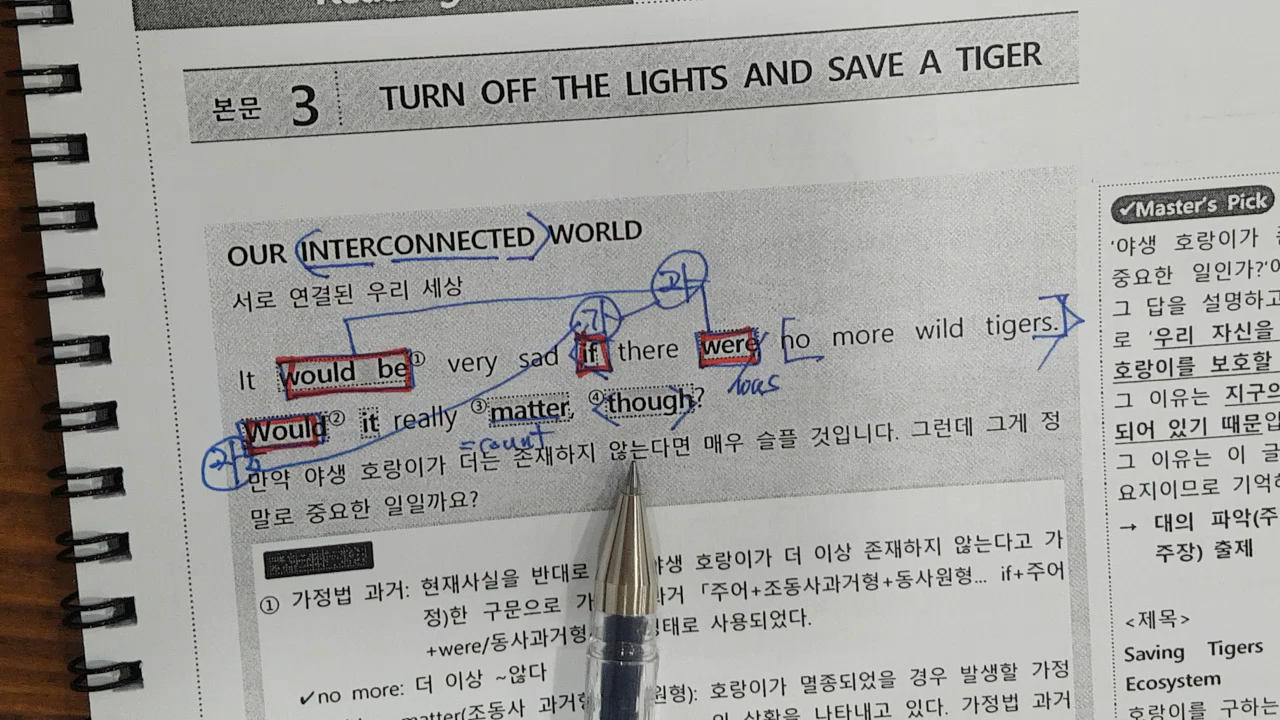 본문 3 TURN OFF THE LIGHTS AND SAVE A TIGER
OUR INTERCONNECTED WORLD
서로 연결된 우리 세상
과
가
It would be① very sad if there were no more wild tigers.
was
Would② it really ③matter, ④though?
=count
과
만약 야생 호랑이가 더는 존재하지 않는다면 매우 슬플 것입니다. 그런데 그게 정
말로 중요한 일일까요?
① 가정법 과거: 현재사실을 반대로 야생 호랑이가 더 이상 존재하지 않는다고 가
정)한 구문으로 과거 「주어+조동사과거형+동사원형... if+주어
+were/동사과거형 형태로 사용되었다.
✓no more: 더 이상 ~않다
matter(조동사 과거형 원형): 호랑이가 멸종되었을 경우 발생할 가정
상황을 나타내고 있다. 가정법 과거
✓Master's Pick
'야생 호랑이가
중요한 일인가?'
그 답을 설명하고
로 '우리 자신을
호랑이를 보호할
그 이유는 지구의
되어 있기 때문
그 이유는 이 글
요지이므로 기억하
→ 대의 파악(주
주장) 출제
<제목>
Saving Tigers
Ecosystem
호랑이를 구하는